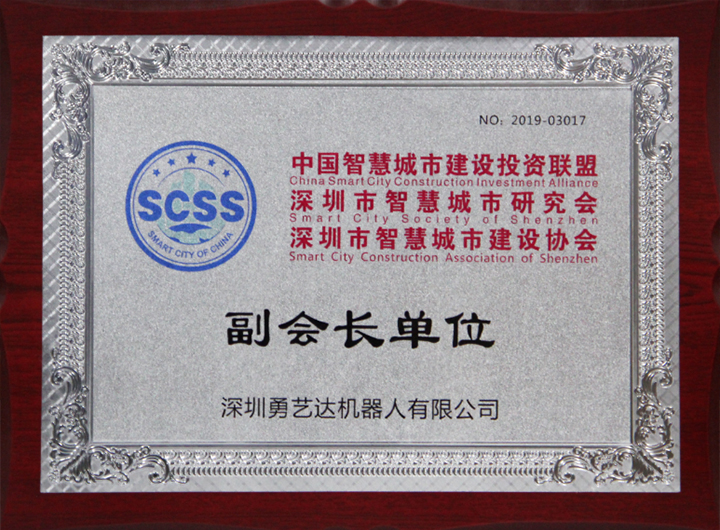 NO: 2019-03017
中国智慧城市建设投资联盟
China Smart City Construction Investment Alliance
深圳市智慧城市研究会
Smart City Society of Shenzhen
深圳市智慧城市建设协会
Smart City Construction Association of Shenzhen
SCSS
SMART CITY OF CHINA
副会长单位
深圳勇艺达机器人有限公司